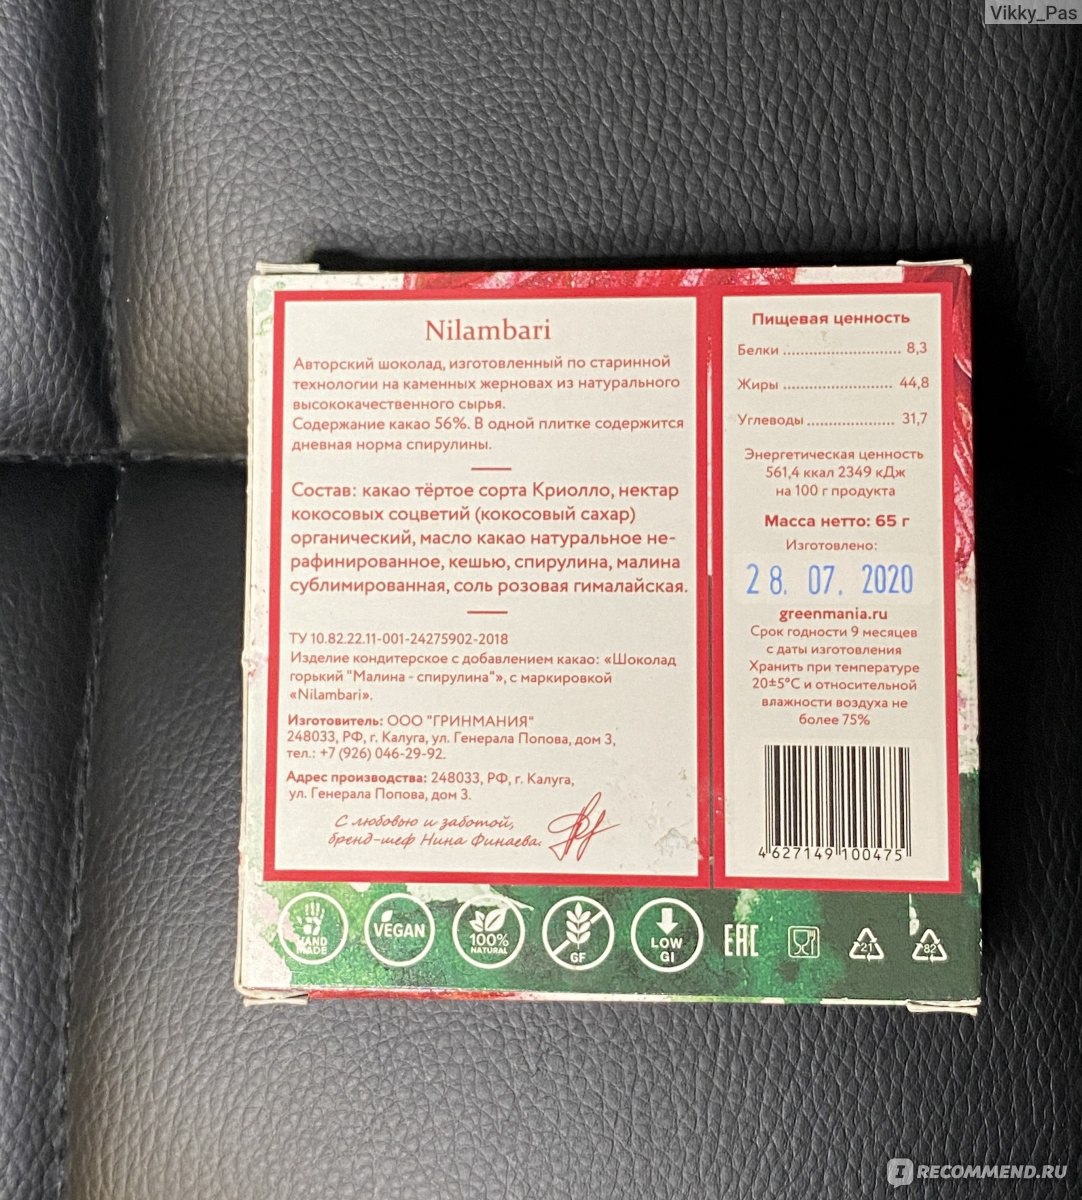 Vikky_Pas
Nilambari
Авторский шоколад, изготовленный по старинной
технологии на каменных жерновах из натурального
высококачественного сырья.
Содержание какао 56%. В одной плитке содержится
дневная норма спирулины.
Состав: какао тёртое сорта Криолло, нектар
кокосовых соцветий (кокосовый сахар)
органический, масло какао натуральное не-
рафинированное, кешью, спирулина, малина
сублимированная, соль розовая гималайская.
ТУ 10.82.22.11-001-24275902-2018
Изделие кондитерское с добавлением какао: «Шоколад
горький "Малина - спирулина"», с маркировкой
«Nilambari».
Изготовитель: ООО "ГРИНМАНИЯ"
248033, РФ, г. Калуга, ул. Генерала Попова, дом 3,
тел.: +7 (926) 046-29-92.
Адрес производства: 248033, РФ, г. Калуга,
ул. Генерала Попова, дом 3.
С любовью и заботой,
бренд-шеф Нина Финаева.
Пищевая ценность
Белки ........................... 8,3
Жиры ......................... 44,8
Углеводы .................... 31,7
Энергетическая ценность
561,4 ккал 2349 кДж
на 100 г продукта
Масса нетто: 65 г
Изготовлено:
28. 07. 2020
greenmania.ru
Срок годности 9 месяцев
с даты изготовления
Хранить при температуре
20±5°С и относительной
влажности воздуха не
более 75%
4 627149 100475
HAND
MADE
VEGAN
100%
NATURAL
GF
LOW
GI
EAC
21
82
IRECOMMEND.RU